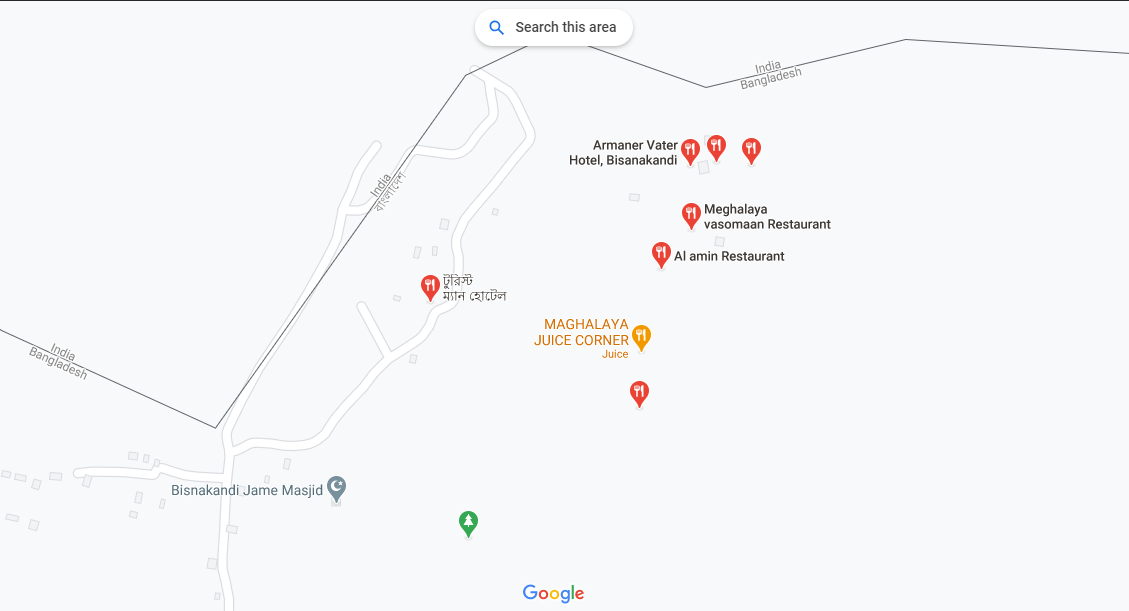 Search this area
India
Bangladesh
Armaner Vater
Hotel, Bisanakandi
India
বাংলাদেশ
Meghalaya
vasomaan Restaurant
Al amin Restaurant
টুরিস্ট
ম্যান হোটেল
MAGHALAYA
JUICE CORNER
Juice
India
Bangladesh
Bisnakandi Jame Masjid
Google